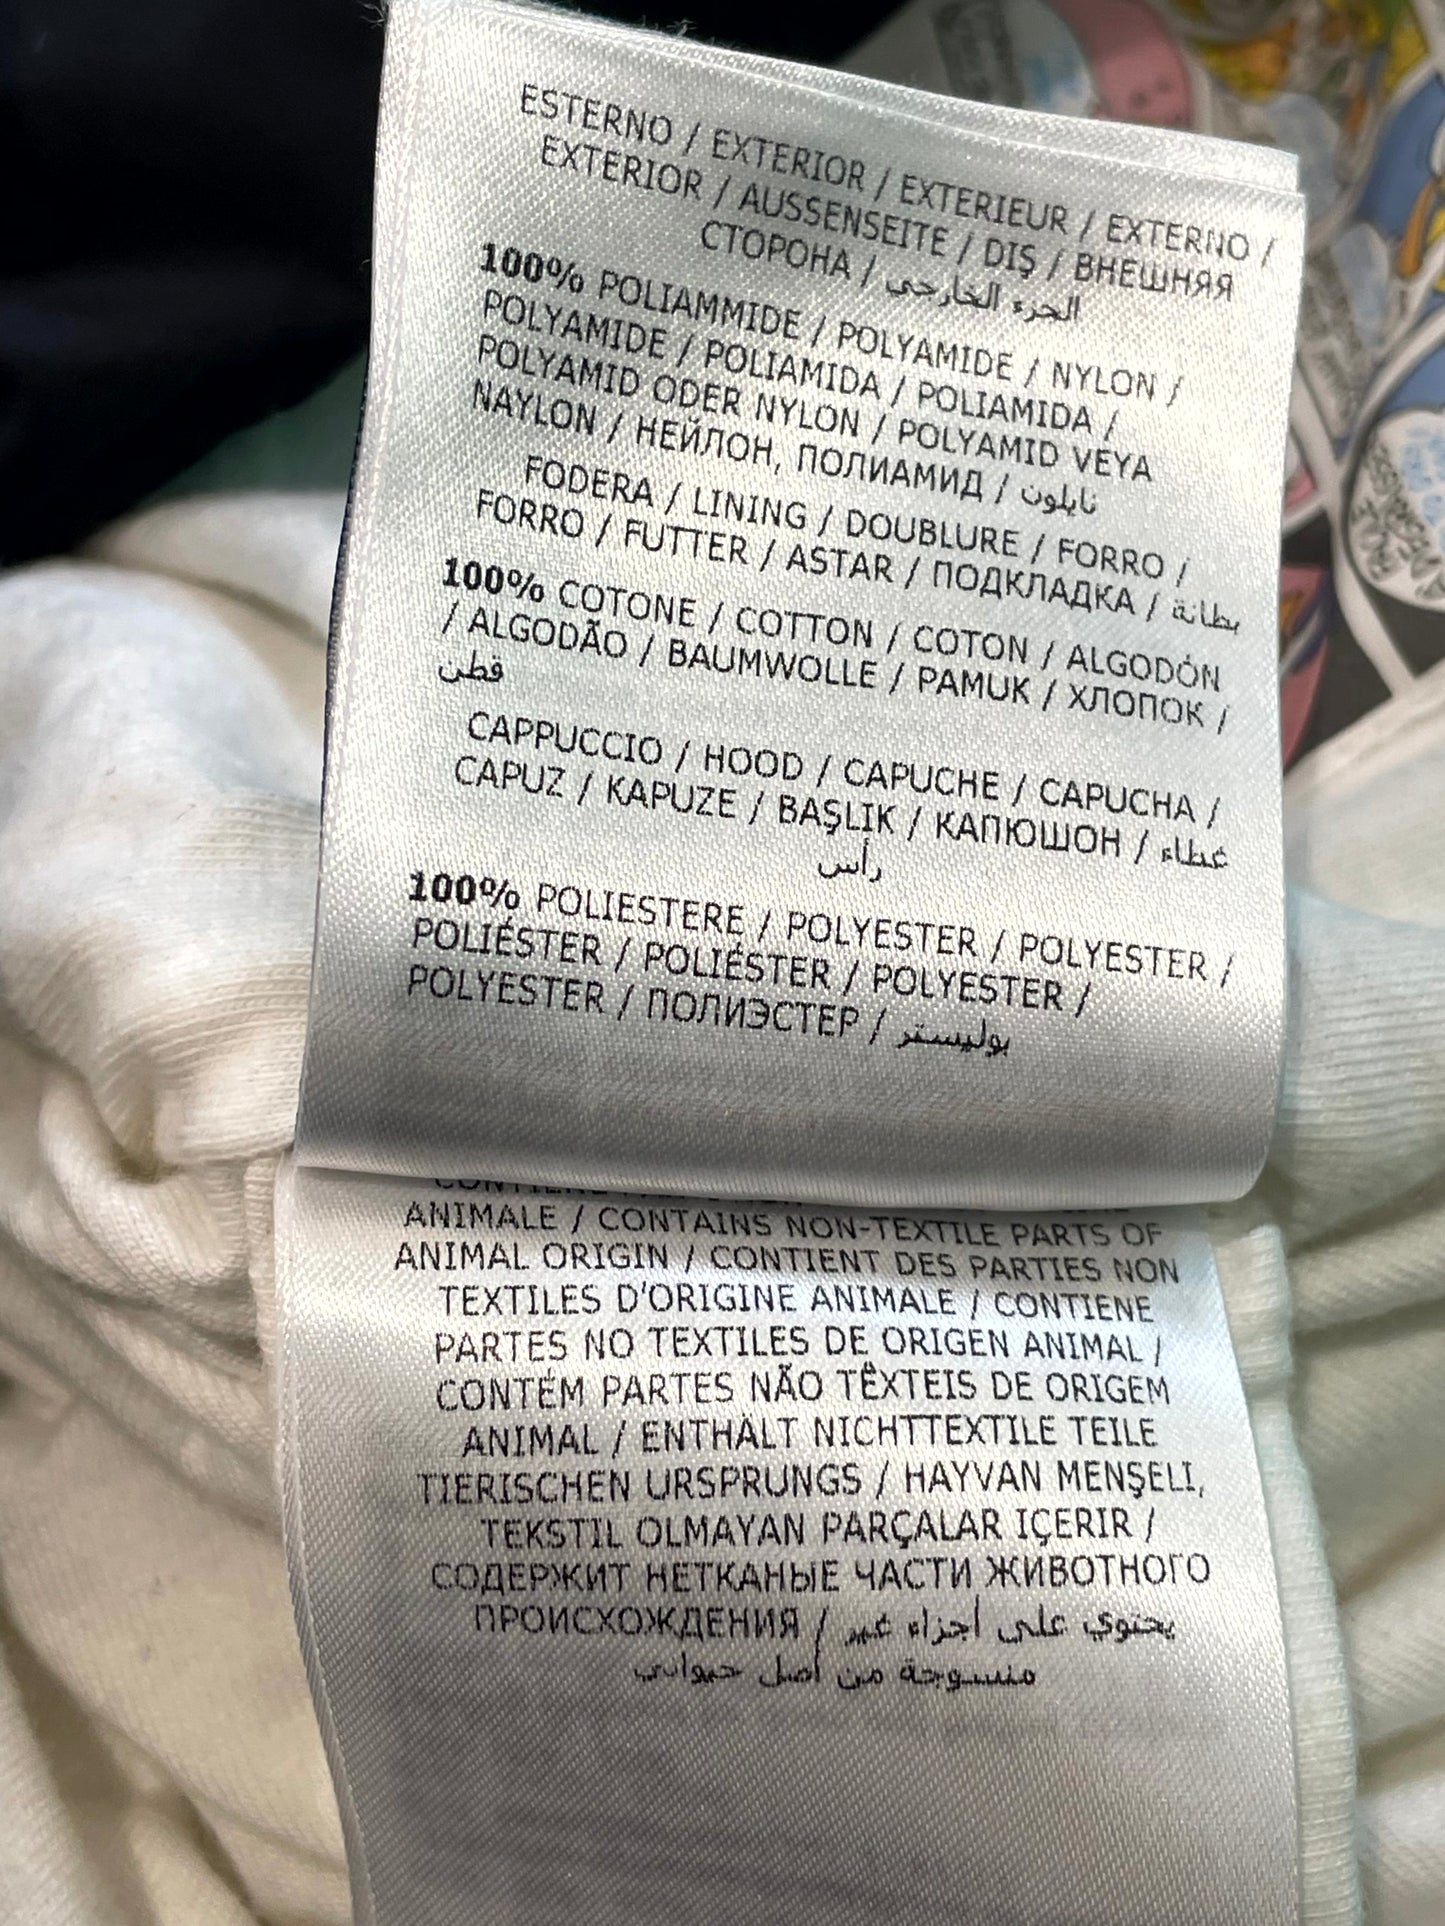 ESTERNO / EXTERIOR / EXTERIEUR / EXTERNO /
EXTERIOR / AUSSENSEITE / DIŞ / ВНЕШНЯЯ
СТОРОНА / الجزء الخارجي
100% POLIAMMIDE / POLYAMIDE / NYLON /
POLYAMIDE / POLIAMIDA / POLIAMIDA /
POLYAMID ODER NYLON / POLYAMID VEYA
NAYLON / НЕЙЛОН, ПОЛИАМИД / نايلون
FODERA / LINING / DOUBLURE / FORRO /
FORRO / FUTTER / ASTAR / ПОДКЛАДКА / بطانة
100% COTONE / COTTON / COTON / ALGODÓN
/ ALGODÃO / BAUMWOLLE / PAMUK / ХЛОПОК /
قطن
CAPPUCCIO / HOOD / CAPUCHE / CAPUCHA /
CAPUZ / KAPUZE / BAŞLIK / КАПЮШОН / غطاء
رأس
100% POLIESTERE / POLYESTER / POLYESTER /
POLIÉSTER / POLIÉSTER / POLYESTER /
POLYESTER / ПОЛИЭСТЕР / بوليستر
ANIMALE / CONTAINS NON-TEXTILE PARTS OF
ANIMAL ORIGIN / CONTIENT DES PARTIES NON
TEXTILES D'ORIGINE ANIMALE / CONTIENE
PARTES NO TEXTILES DE ORIGEN ANIMAL /
CONTÉM PARTES NÃO TÊXTEIS DE ORIGEM
ANIMAL / ENTHÄLT NICHTTEXTILE TEILE
TIERISCHEN URSPRUNGS / HAYVAN MENŞELI,
TEKSTIL OLMAYAN PARÇALAR IÇERIR /
СОДЕРЖИТ НЕТКАНЫЕ ЧАСТИ ЖИВОТНОГО
ПРОИСХОЖДЕНИЯ / يحتوي على أجزاء غير
منسوجة من أصل حيواني